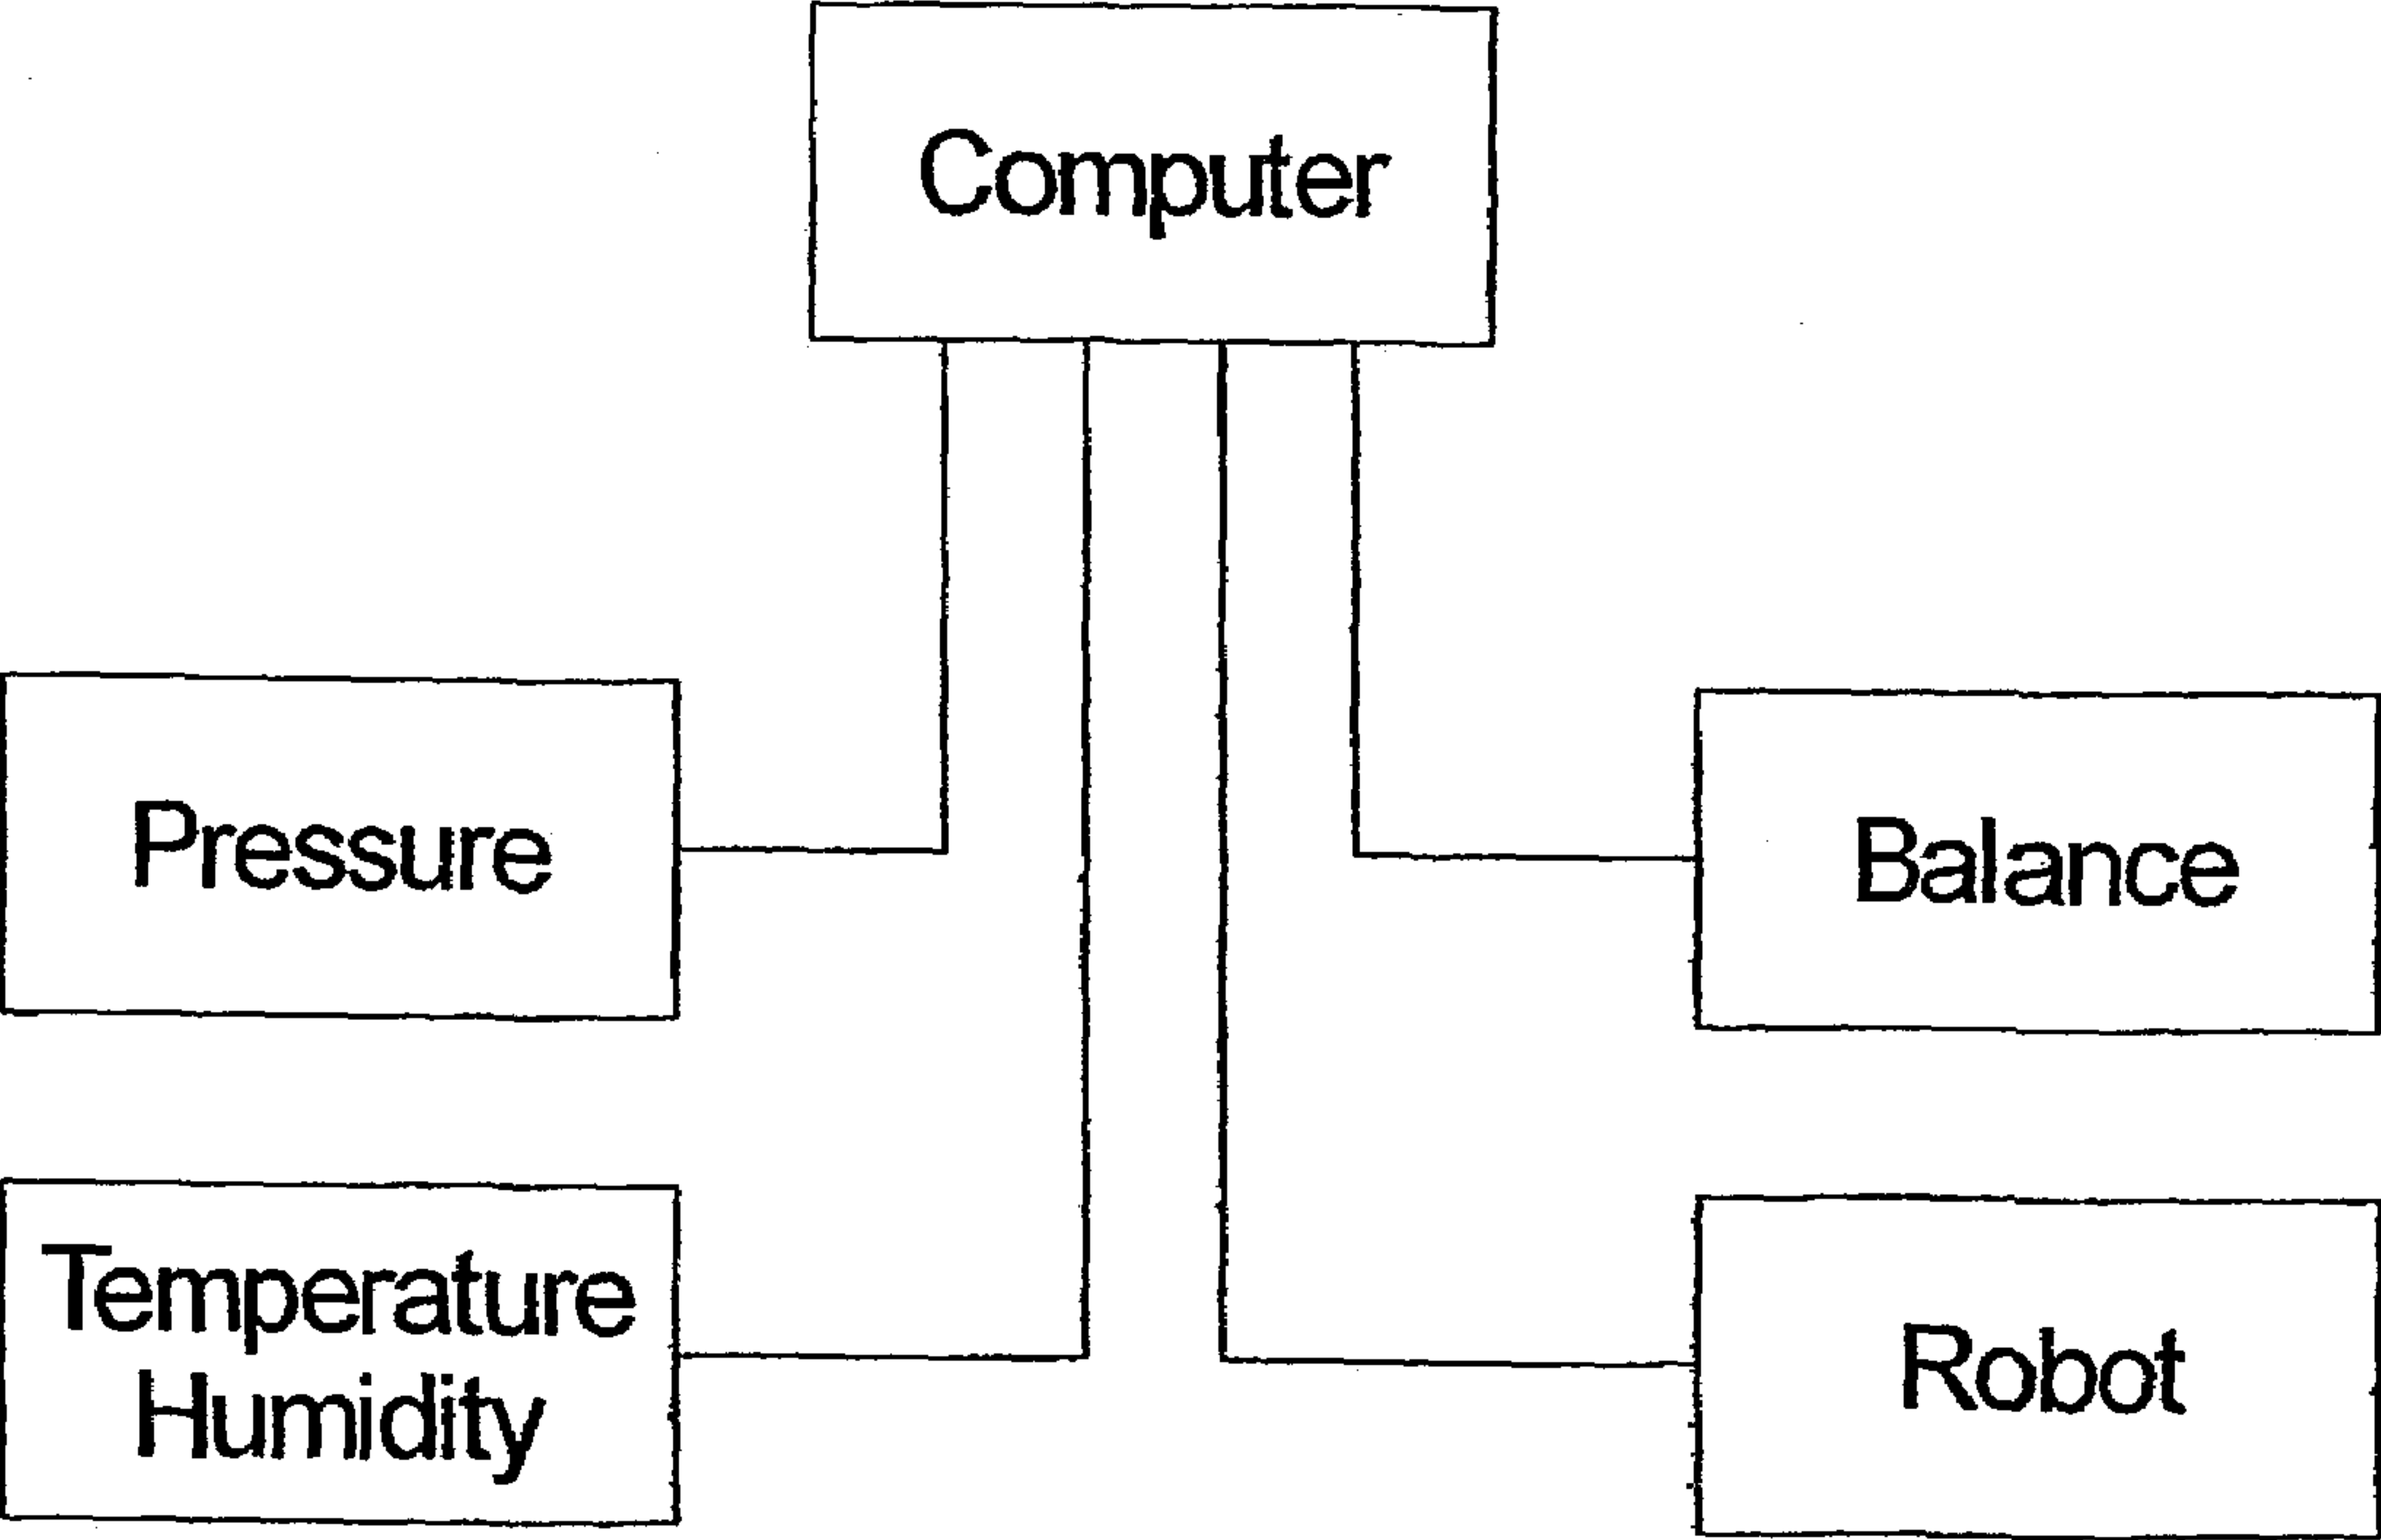 Computer
Pressure
Balance
Temperature
Humidity
Robot